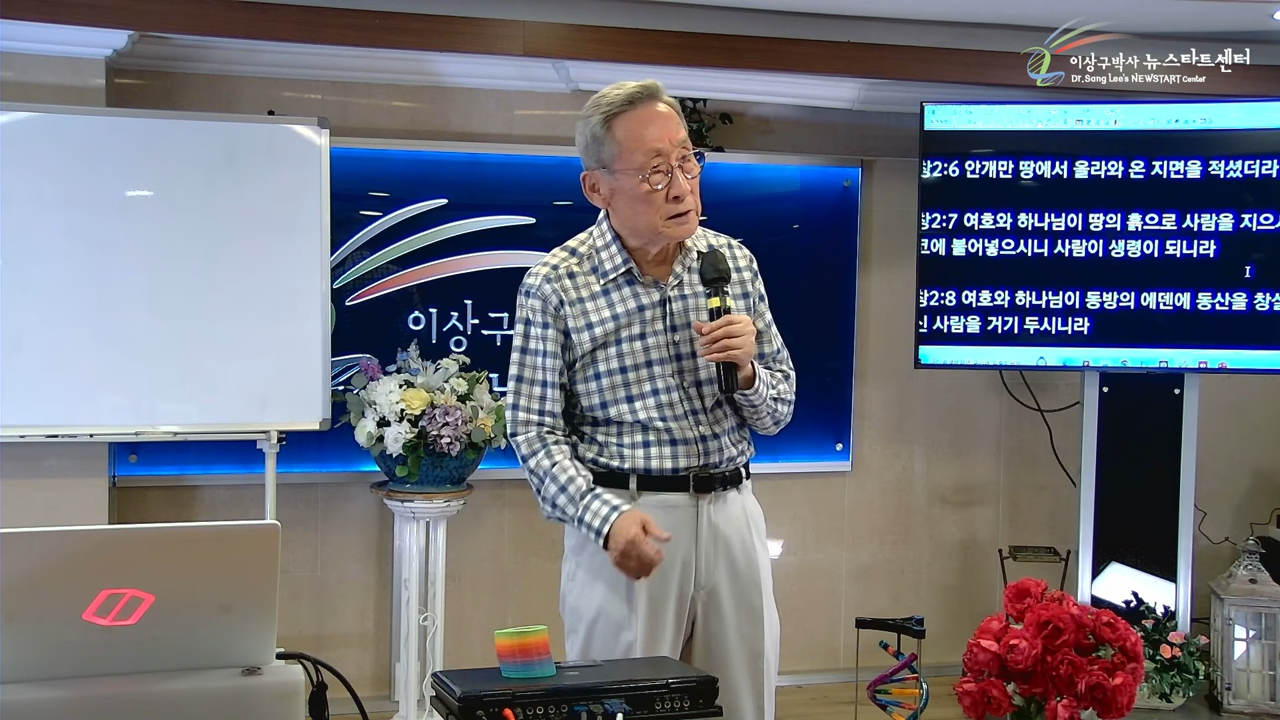 이상구박사 뉴스타트센터
Dr. Sang Lee's NEWSTART Center
창2:6 안개만 땅에서 올라와 온 지면을 적셨더라
창2:7 여호와 하나님이 땅의 흙으로 사람을 지으시
코에 불어넣으시니 사람이 생령이 되니라
창2:8 여호와 하나님이 동방의 에덴에 동산을 창설
신 사람을 거기 두시니라
이상구